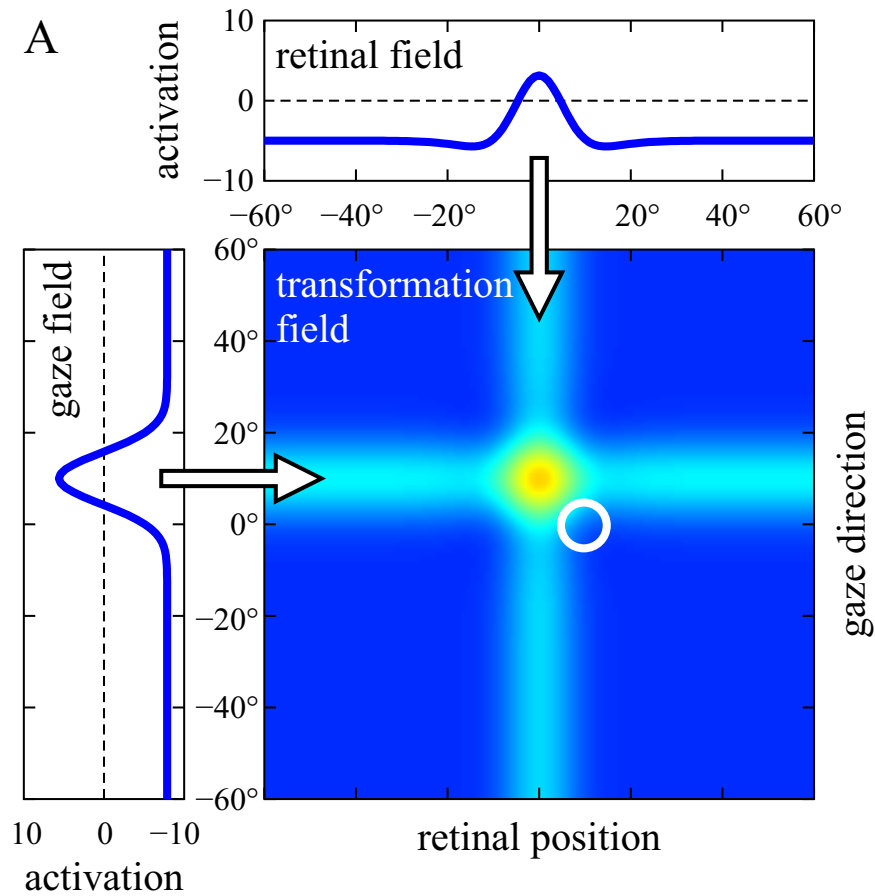 A
activation
10
0
−10
retinal field
−60°
−40°
−20°
20°
40°
60°
gaze field
10
0
−10
activation
60°
40°
20°
0°
−20°
−40°
−60°
transformation
field
gaze direction
retinal position